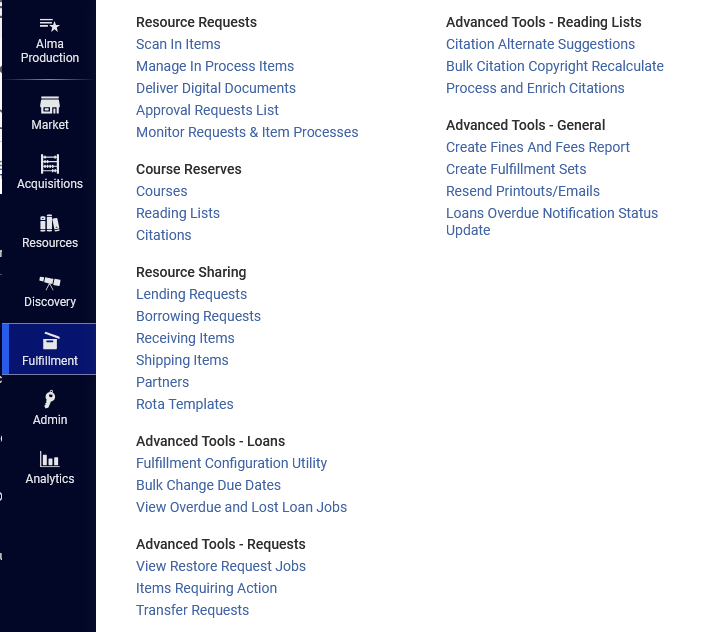 Alma
Production
Market
Acquisitions
Resources
Discovery
Fulfillment
Admin
Analytics
Resource Requests
Scan In Items
Manage In Process Items
Deliver Digital Documents
Approval Requests List
Monitor Requests & Item Processes
Course Reserves
Courses
Reading Lists
Citations
Resource Sharing
Lending Requests
Borrowing Requests
Receiving Items
Shipping Items
Partners
Rota Templates
Advanced Tools - Loans
Fulfillment Configuration Utility
Bulk Change Due Dates
View Overdue and Lost Loan Jobs
Advanced Tools - Requests
View Restore Request Jobs
Items Requiring Action
Transfer Requests
Advanced Tools - Reading Lists
Citation Alternate Suggestions
Bulk Citation Copyright Recalculate
Process and Enrich Citations
Advanced Tools - General
Create Fines And Fees Report
Create Fulfillment Sets
Resend Printouts/Emails
Loans Overdue Notification Status
Update